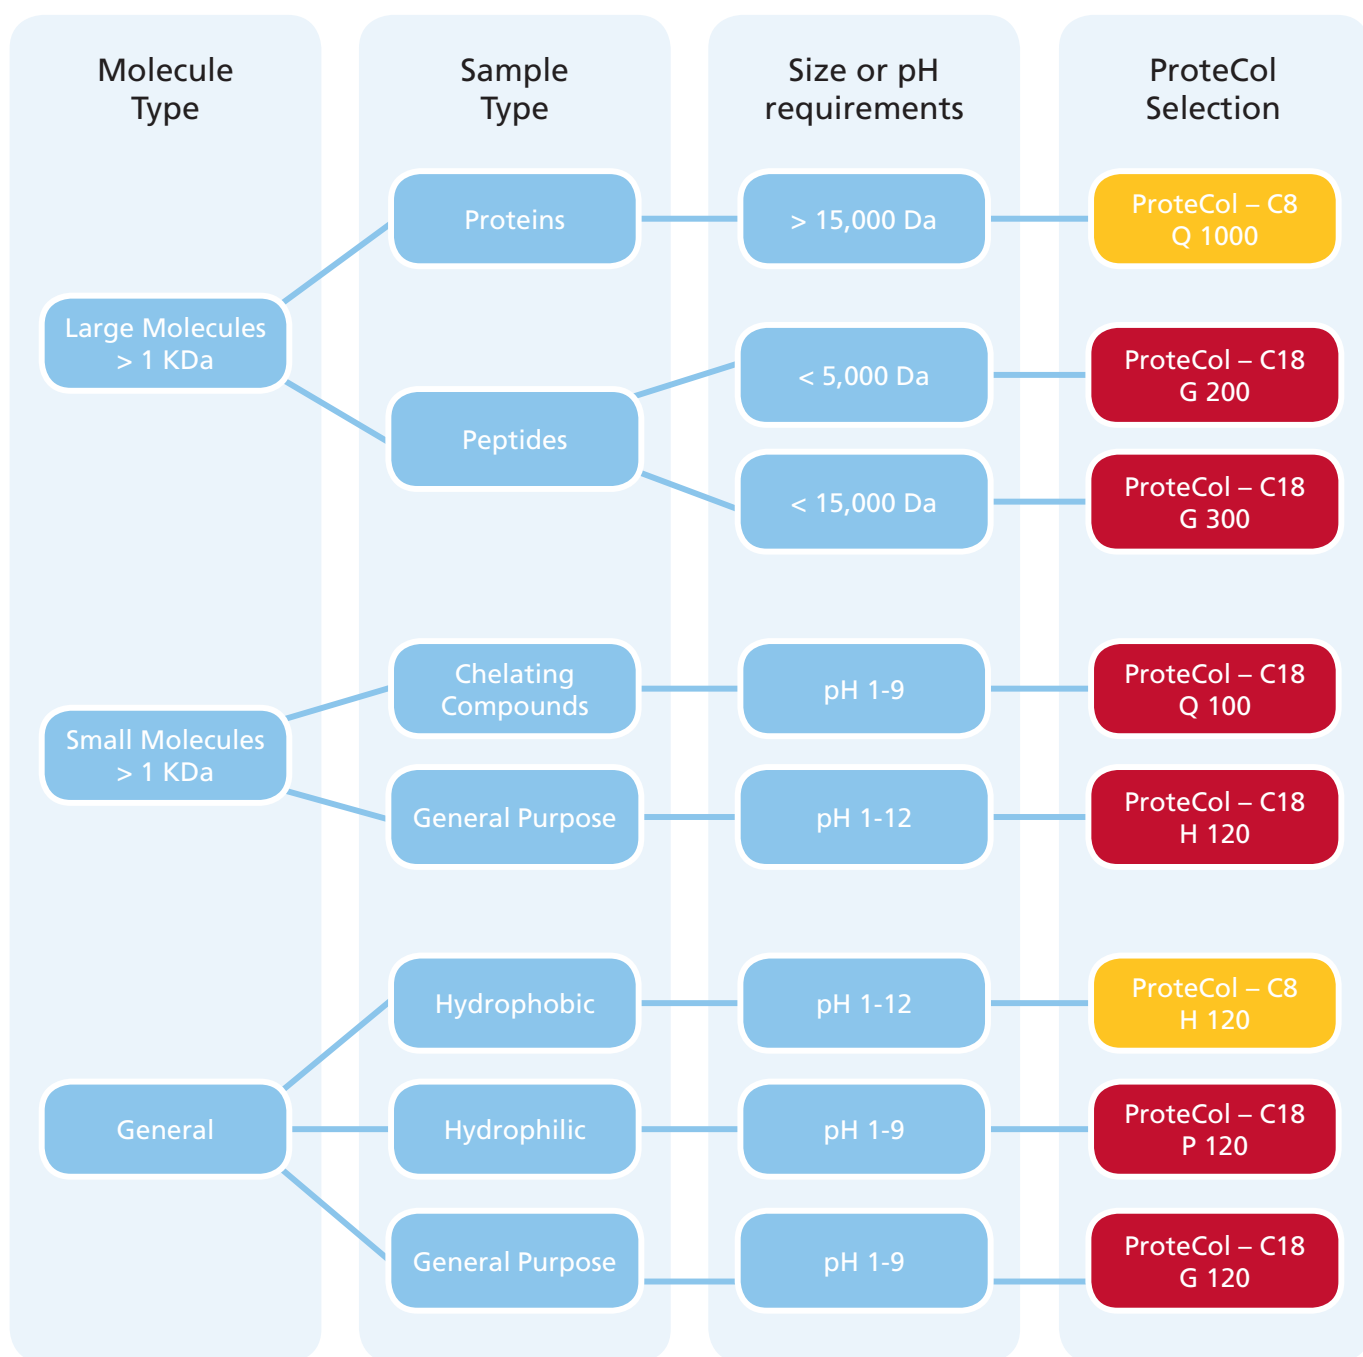 Molecule
Type
Sample
Type
Size or pH
requirements
ProteCol
Selection
Large Molecules
> 1 KDa
Proteins
> 15,000 Da
ProteCol – C8
Q 1000
Peptides
< 5,000 Da
ProteCol – C18
G 200
< 15,000 Da
ProteCol – C18
G 300
Small Molecules
> 1 KDa
Chelating
Compounds
pH 1-9
ProteCol – C18
Q 100
General Purpose
pH 1-12
ProteCol – C18
H 120
General
Hydrophobic
pH 1-12
ProteCol – C8
H 120
Hydrophilic
pH 1-9
ProteCol – C18
P 120
General Purpose
pH 1-9
ProteCol – C18
G 120